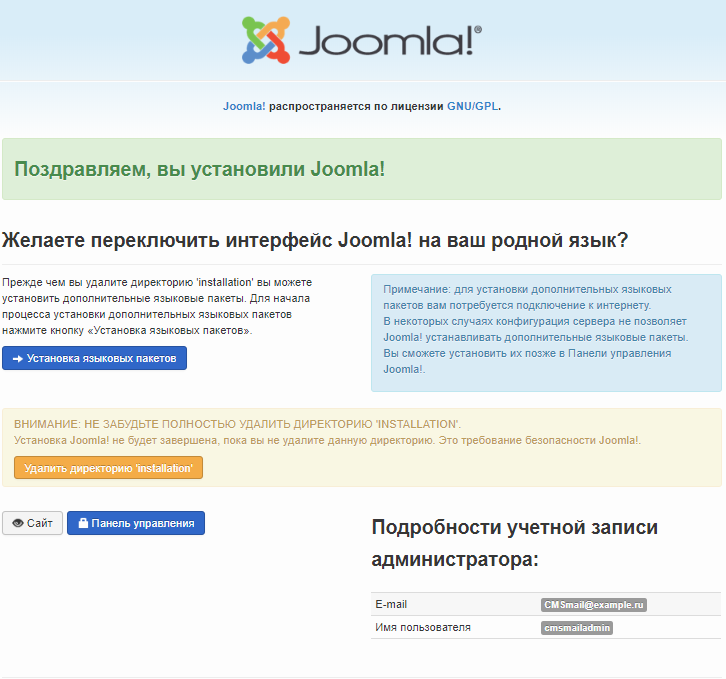 Joomla!®
Joomla! распространяется по лицензии GNU/GPL.
Поздравляем, вы установили Joomla!
Желаете переключить интерфейс Joomla! на ваш родной язык?
Прежде чем вы удалите директорию 'installation' вы можете
установить дополнительные языковые пакеты. Для начала
процесса установки дополнительных языковых пакетов
нажмите кнопку «Установка языковых пакетов».
Установка языковых пакетов
Примечание: для установки дополнительных языковых
пакетов вам потребуется подключение к интернету.
В некоторых случаях конфигурация сервера не позволяет
Joomla! устанавливать дополнительные языковые пакеты.
Вы сможете установить их позже в Панели управления
Joomla!.
ВНИМАНИЕ: НЕ ЗАБУДЬТЕ ПОЛНОСТЬЮ УДАЛИТЬ ДИРЕКТОРИЮ 'INSTALLATION'.
Установка Joomla! не будет завершена, пока вы не удалите данную директорию. Это требование безопасности Joomla!.
Удалить директорию 'installation'
Сайт
Панель управления
Подробности учетной записи
администратора:
E-mail CMSmail@example.ru
Имя пользователя cmsmailadmin